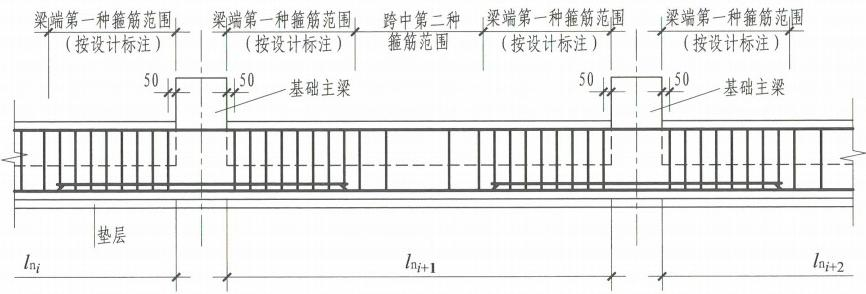 梁端第一种箍筋范围
(按设计标注)
梁端第一种箍筋范围
(按设计标注)
跨中第二种
箍筋范围
梁端第一种箍筋范围
(按设计标注)
梁端第一种箍筋范围
(按设计标注)
50
50
基础主梁
50
50
基础主梁
垫层
lni
lni+1
lni+2